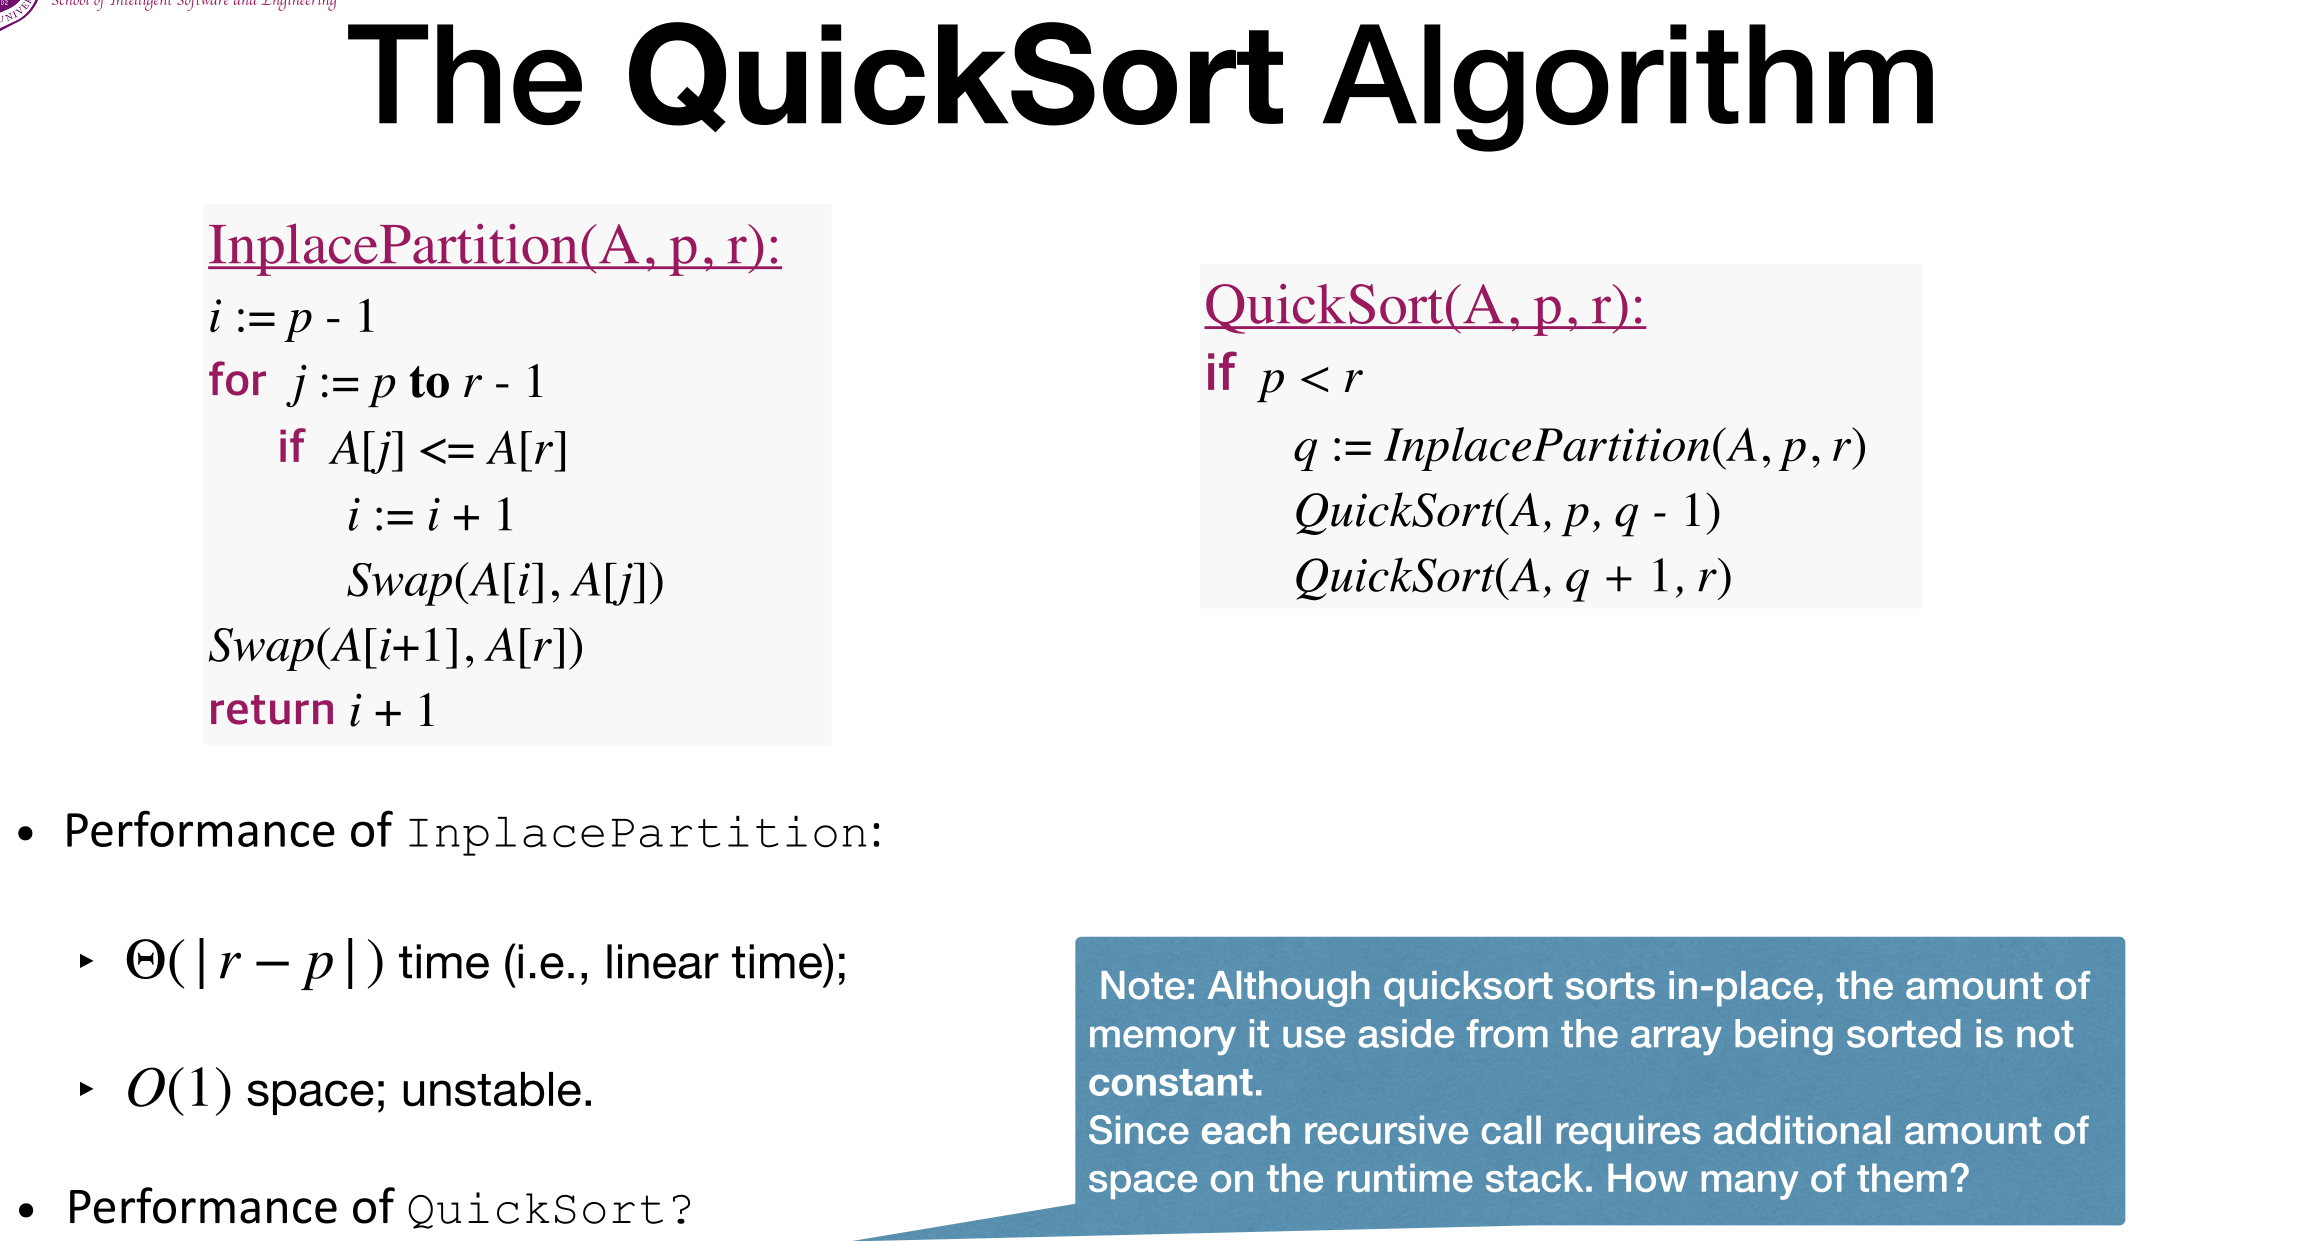 School of Intelligent Software and Engineering
The QuickSort Algorithm
InplacePartition(A, p, r):
i := p - 1
for j := p to r - 1
if A[j] <= A[r]
i := i + 1
Swap(A[i], A[j])
Swap(A[i+1], A[r])
return i + 1
QuickSort(A, p, r):
if p < r
q := InplacePartition(A, p, r)
QuickSort(A, p, q - 1)
QuickSort(A, q + 1, r)
• Performance of InplacePartition:
‣ Θ(|r − p|) time (i.e., linear time);
‣ O(1) space; unstable.
• Performance of QuickSort?
Note: Although quicksort sorts in-place, the amount of
memory it use aside from the array being sorted is not
constant.
Since each recursive call requires additional amount of
space on the runtime stack. How many of them?